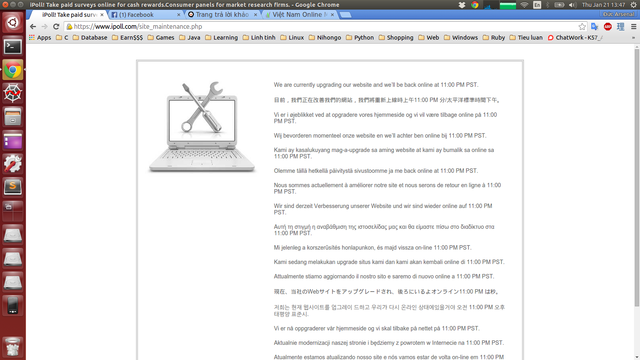 iPoll! Take paid surveys online for cash rewards.Consumer panels for market research firms. - Google Chrome
Thu Jan 21 13:47
iPoll! Take paid surv
(1) Facebook
Trang trả lời khảo s
Việt Nam Online
https://www.ipoll.com/site_maintenance.php
Apps
C
Database
Earn$$$
Games
Java
Linux
Nihongo
Photoshop
Python
Web
Windows
Ruby
Tieu luan
ChatWork - K57
We are currently upgrading our website and we'll be back online at 11:00 PM PST.
目前，我們正在改善我們的網站，我們將重新上線時上午11:00 PM 分/太平洋標準時間下午。
Vi er i øjeblikket ved at opgradere vores hjemmeside og vi vil være tilbage online på 11:00
PM PST.
Wij bevorderen momenteel onze website en we'll achter ben online bij 11:00 PM PST.
Kami ay kasalukuyang mag-a-upgrade sa aming website at kami ay bumalik sa online sa
11:00 PM PST.
Olemme tällä hetkellä päivitystä sivustoomme ja me back online at 11:00 PM PST.
Nous sommes actuellement à améliorer notre site et nous serons de retour en ligne à 11:00
PM PST.
Wir sind derzeit Verbesserung unserer Website und wir sind wieder online auf 11:00 PM
PST.
Αυτή τη στιγμή η αναβάθμιση της ιστοσελίδας μας και θα είμαστε πίσω στο διαδίκτυο στα
11:00 PM PST.
Mi jelenleg a korszerűsítés honlapunkon, és majd vissza on-line 11:00 PM PST.
Kami sedang melakukan upgrade situs kami dan kami akan kembali online di 11:00 PM PST.
Attualmente stiamo aggiornando il nostro sito e saremo di nuovo online a 11:00 PM PST.
現在、当社のWebサイトをアップグレードされ、後ろにいるよオンライン11:00 PM は秒。
저희는 현재 웹사이트를 업그레이 드하고 우리가 다시 온라인 상태에있을거야 오전 11:00 PM 오후
태평양 표준시.
Vi er nå oppgraderer vår hjemmeside og vi skal tilbake på nettet på 11:00 PM PST.
Aktualnie modernizacji naszej stronie i będziemy z powrotem w Internecie na 11:00 PM PST.
Atualmente estamos atualizando nosso site e nós vamos estar de volta on-line em 11:00 PM